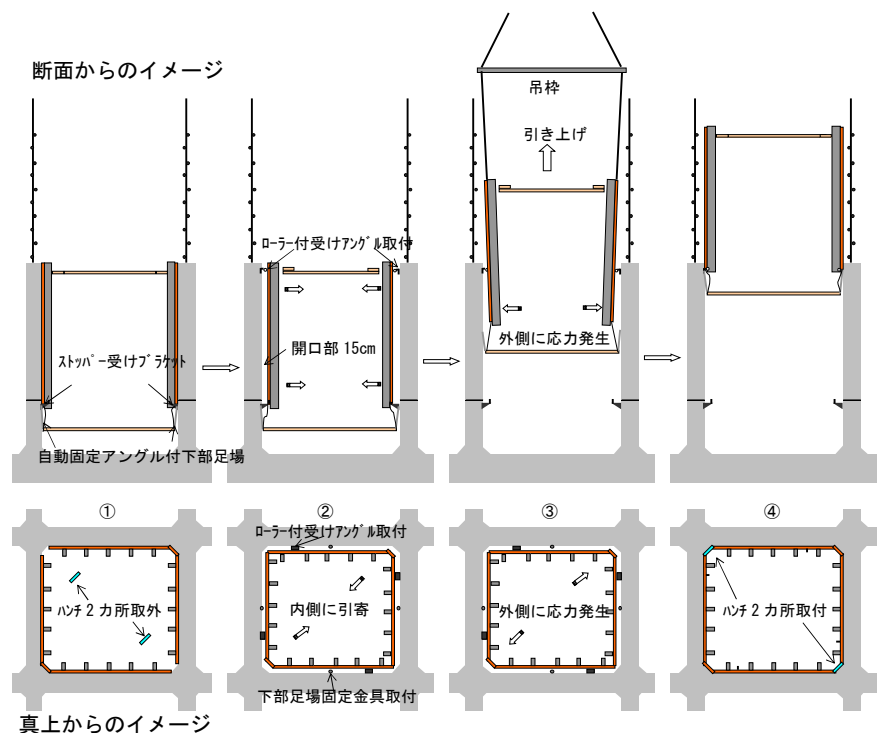 断面からのイメージ
吊枠
引き上げ
ローラー付受けアングル取付
開口部 15cm
外側に応力発生
ストッパー受けブラケット
自動固定アングル付下部足場
① ② ③ ④
ローラー付受けアングル取付
ハンチ 2 カ所取外
内側に引寄
外側に応力発生
ハンチ 2 カ所取付
下部足場固定金具取付
真上からのイメージ